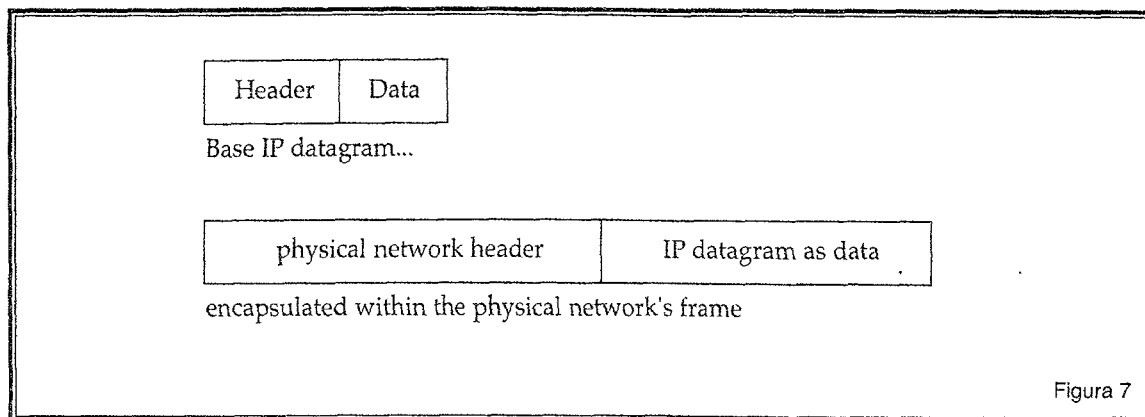 Header Data
Base IP datagram...
physical network header IP datagram as data
encapsulated within the physical network's frame
Figura 7